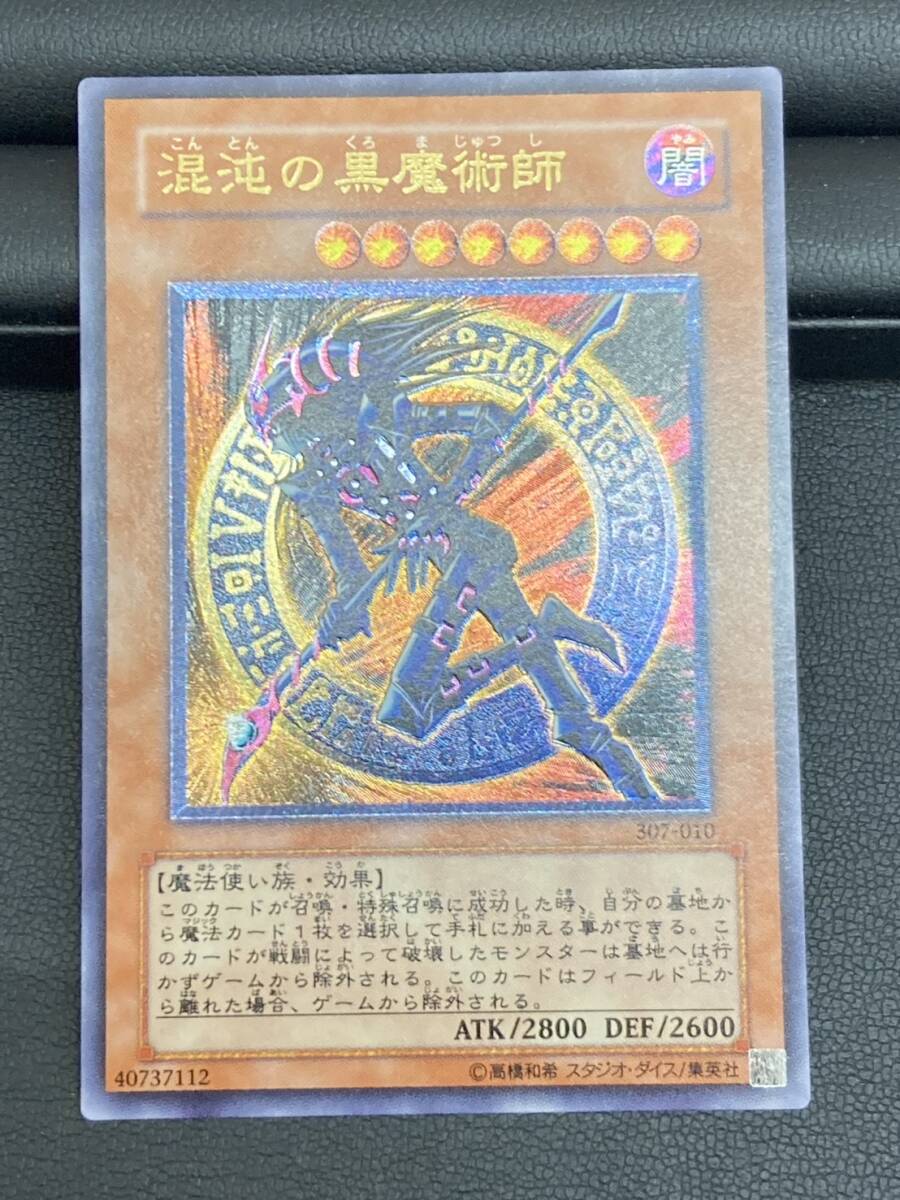 混沌の黒魔術師
闇
307-010
【魔法使い族・効果】
このカードが召喚・特殊召喚に成功した時、自分の墓地か
ら魔法カード1枚を選択して手札に加える事ができる。こ
のカードが戦闘によって破壊したモンスターは墓地へは行
かずゲームから除外される。このカードはフィールド上か
ら離れた場合、ゲームから除外される。
ATK/2800 DEF/2600
40737112
©高橋和希 スタジオ・ダイス/集英社